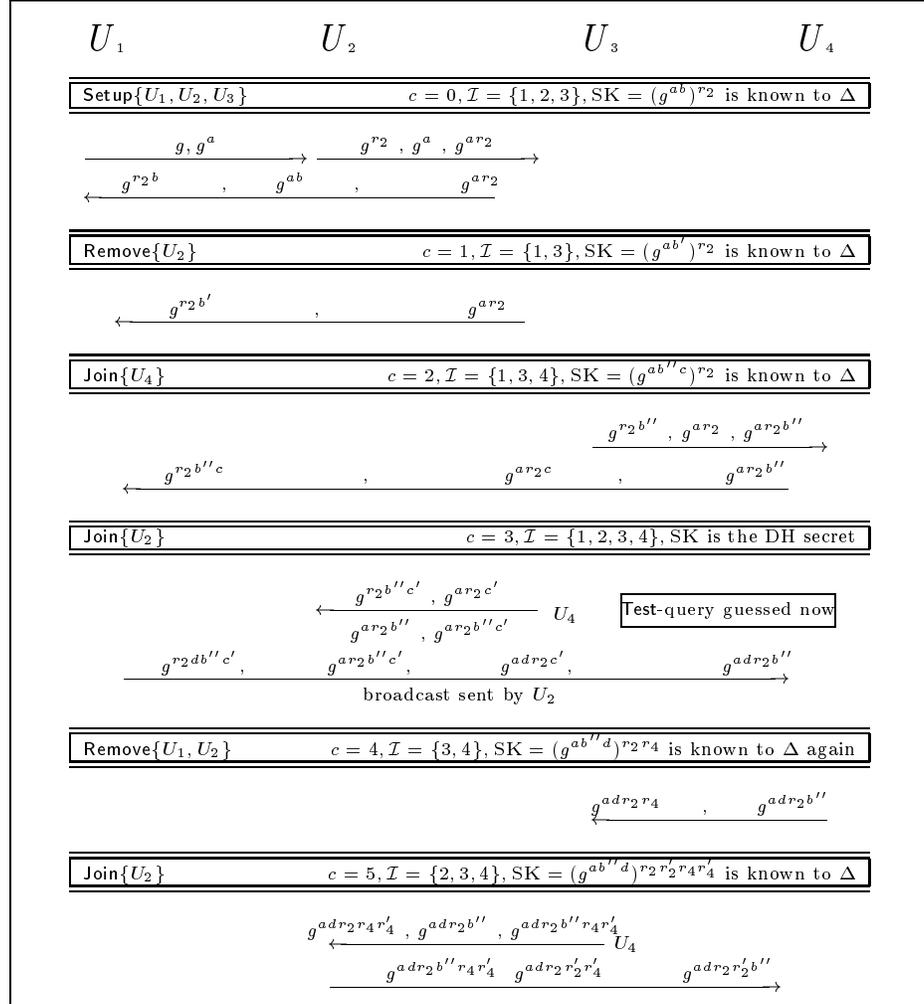 U₁ U₂ U₃ U₄
Setup{U₁, U₂, U₃} c = 0, ℐ = {1, 2, 3}, SK = (g^{ab})^{r₂} is known to Δ
g, g^{a} g^{r₂} , g^{a} , g^{ar₂}
g^{r₂b} , g^{ab} , g^{ar₂}
Remove{U₂} c = 1, ℐ = {1, 3}, SK = (g^{ab′})^{r₂} is known to Δ
g^{r₂b′} , g^{ar₂}
Join{U₄} c = 2, ℐ = {1, 3, 4}, SK = (g^{ab″c})^{r₂} is known to Δ
g^{r₂b″} , g^{ar₂} , g^{ar₂b″}
g^{r₂b″c} , g^{ar₂c} , g^{ar₂b″}
Join{U₂} c = 3, ℐ = {1, 2, 3, 4}, SK is the DH secret
g^{r₂b″c′} , g^{ar₂c′}
U₄ Test-query guessed now
g^{ar₂b″} , g^{ar₂b″c′}
g^{r₂db″c′}, g^{ar₂b″c′}, g^{adr₂c′}, g^{adr₂b″}
broadcast sent by U₂
Remove{U₁, U₂} c = 4, ℐ = {3, 4}, SK = (g^{ab″d})^{r₂r₄} is known to Δ again
g^{adr₂r₄} , g^{adr₂b″}
Join{U₂} c = 5, ℐ = {2, 3, 4}, SK = (g^{ab″d})^{r₂r′₂r₄r′₄} is known to Δ
g^{adr₂r₄r′₄} , g^{adr₂b″} , g^{adr₂b″r₄r′₄} U₄
g^{adr₂b″r₄r′₄} g^{adr₂r′₂r′₄} g^{adr₂r′₂b″}